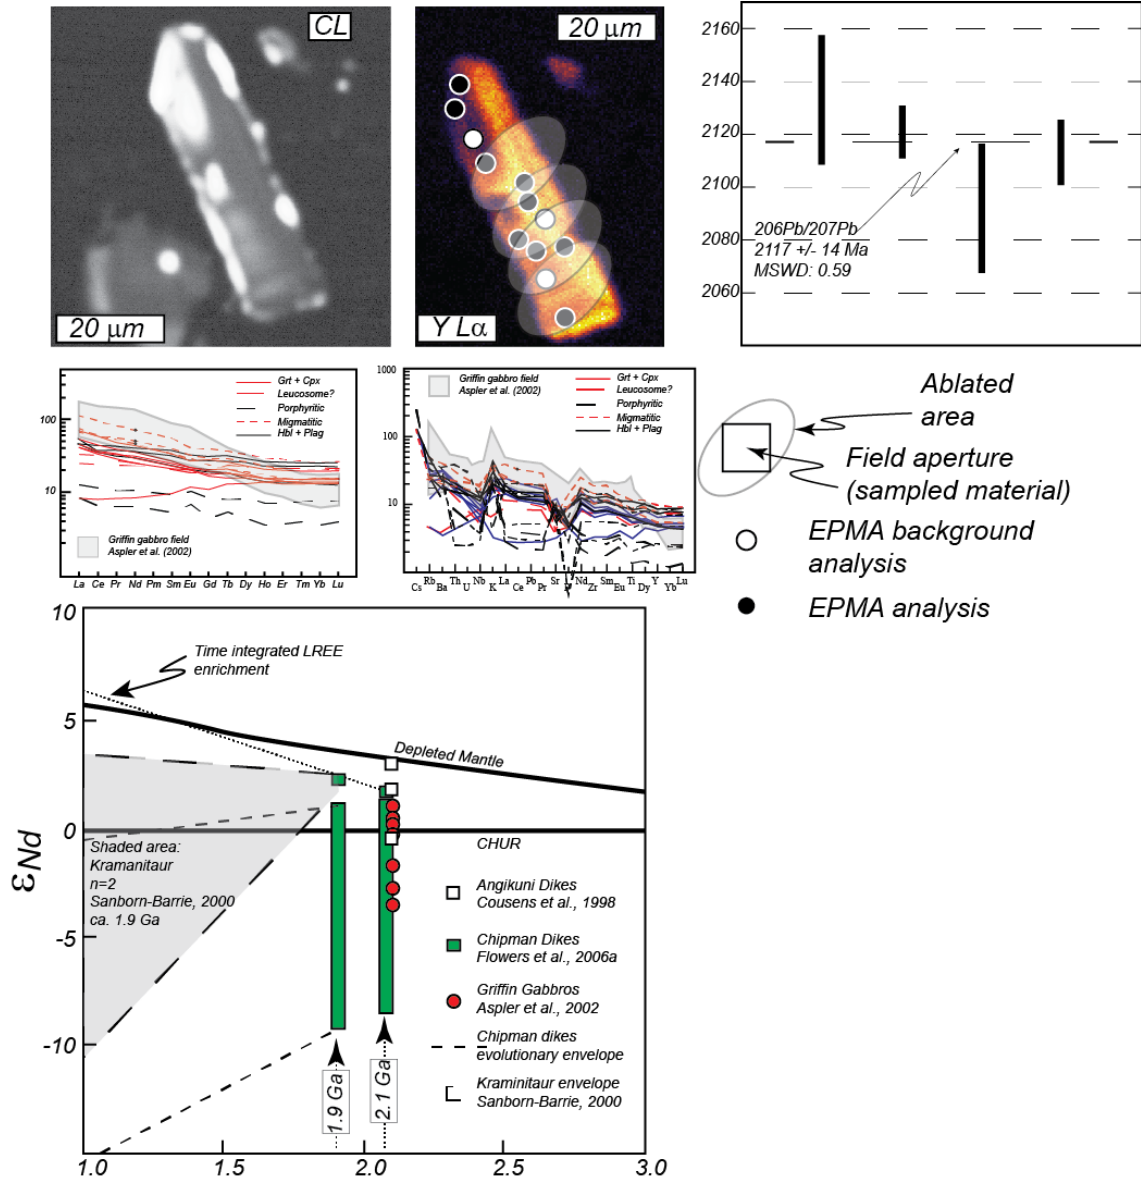 CL
20 µm
20 µm
Y Lα
2160
2140
2120
2100
2080
2060
206Pb/207Pb
2117 +/- 14 Ma
MSWD: 0.59
100
10
Grt + Cpx
Leucosome?
Porphyritic
Migmatitic
Hbl + Plag
Griffin gabbro field
Aspler et al. (2002)
La Ce Pr Nd Pm Sm Eu Gd Tb Dy Ho Er Tm Yb Lu
1000
100
10
Griffin gabbro field
Aspler et al. (2002)
Grt + Cpx
Leucosome?
Porphyritic
Migmatitic
Hbl + Plag
Rb Th Nb La Pb Sr Nd Sm Ti Y Lu
Cs Ba U K Ce Pr Zr Eu Dy Yb
Ablated
area
Field aperture
(sampled material)
EPMA background
analysis
EPMA analysis
10
5
0
-5
-10
εNd
Time integrated LREE
enrichment
Depleted Mantle
CHUR
Shaded area:
Kramanitaur
n=2
Sanborn-Barrie, 2000
ca. 1.9 Ga
Angikuni Dikes
Cousens et al., 1998
Chipman Dikes
Flowers et al., 2006a
Griffin Gabbros
Aspler et al., 2002
Chipman dikes
evolutionary envelope
Kraminitaur envelope
Sanborn-Barrie, 2000
1.9 Ga
2.1 Ga
1.0 1.5 2.0 2.5 3.0